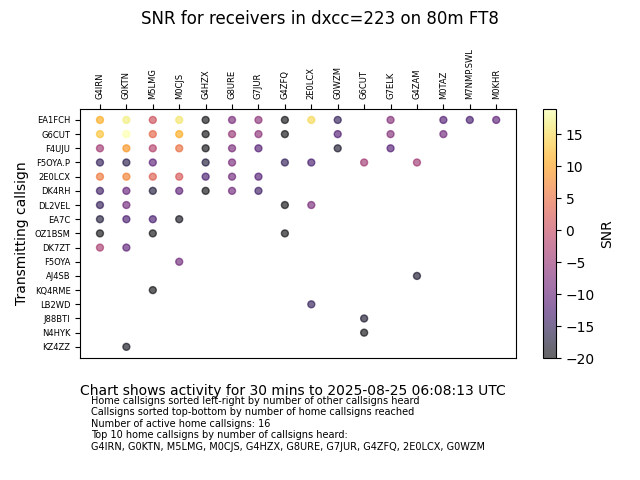 SNR for receivers in dxcc=223 on 80m FT8
G4IRN G0KTN M5LMG M0CJS G4HZX G8URE G7JUR G4ZFQ 2E0LCX G0WZM G6CUT G7ELK G4ZAM M0TAZ M7NMP.SWL M0KHR
EA1FCH
G6CUT
F4UJU
F5OYA.P
2E0LCX
DK4RH
DL2VEL
EA7C
OZ1BSM
DK7ZT
F5OYA
AJ4SB
KQ4RME
LB2WD
J88BTI
N4HYK
KZ4ZZ
Transmitting callsign
15
10
5
0
−5
−10
−15
−20
SNR
Chart shows activity for 30 mins to 2025-08-25 06:08:13 UTC
Home callsigns sorted left-right by number of other callsigns heard
Callsigns sorted top-bottom by number of home callsigns reached
Number of active home callsigns: 16
Top 10 home callsigns by number of callsigns heard:
G4IRN, G0KTN, M5LMG, M0CJS, G4HZX, G8URE, G7JUR, G4ZFQ, 2E0LCX, G0WZM